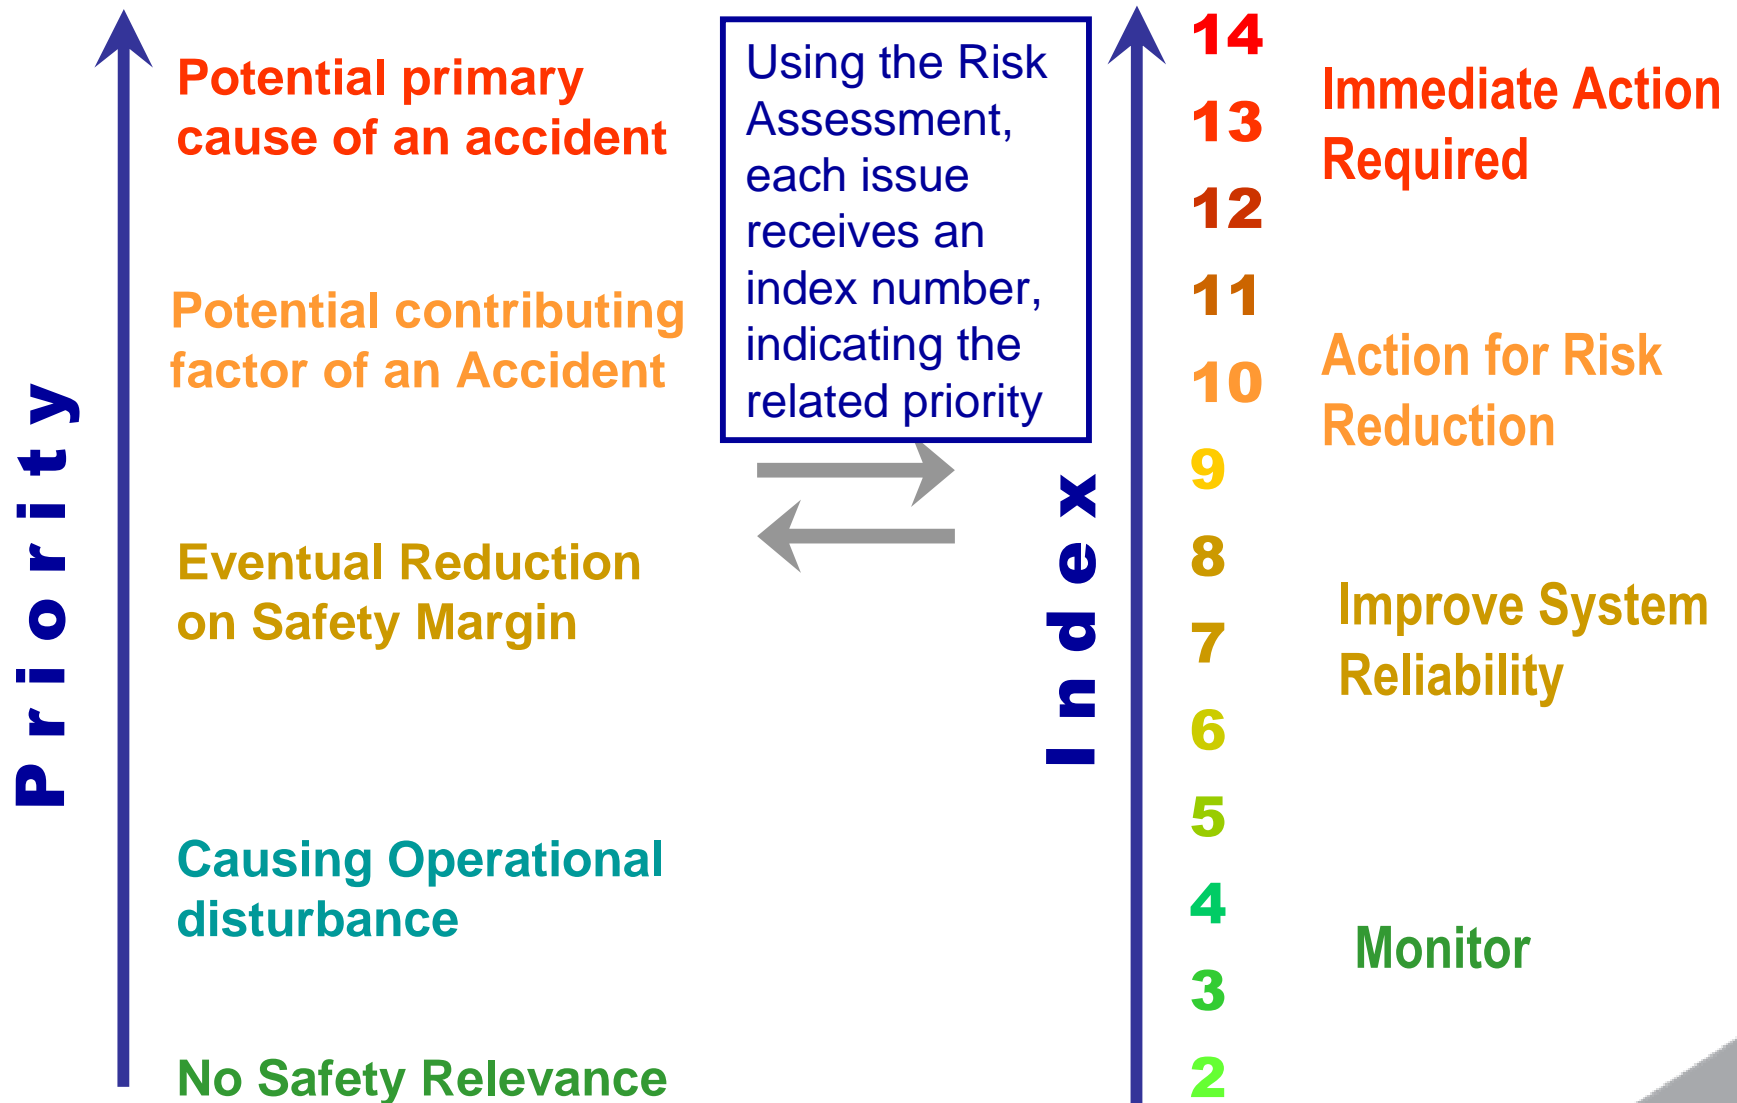 Priority
Potential primary
cause of an accident
Potential contributing
factor of an Accident
Eventual Reduction
on Safety Margin
Causing Operational
disturbance
No Safety Relevance
Using the Risk
Assessment,
each issue
receives an
index number,
indicating the
related priority
Index
14
13
12
11
10
9
8
7
6
5
4
3
2
Immediate Action
Required
Action for Risk
Reduction
Improve System
Reliability
Monitor